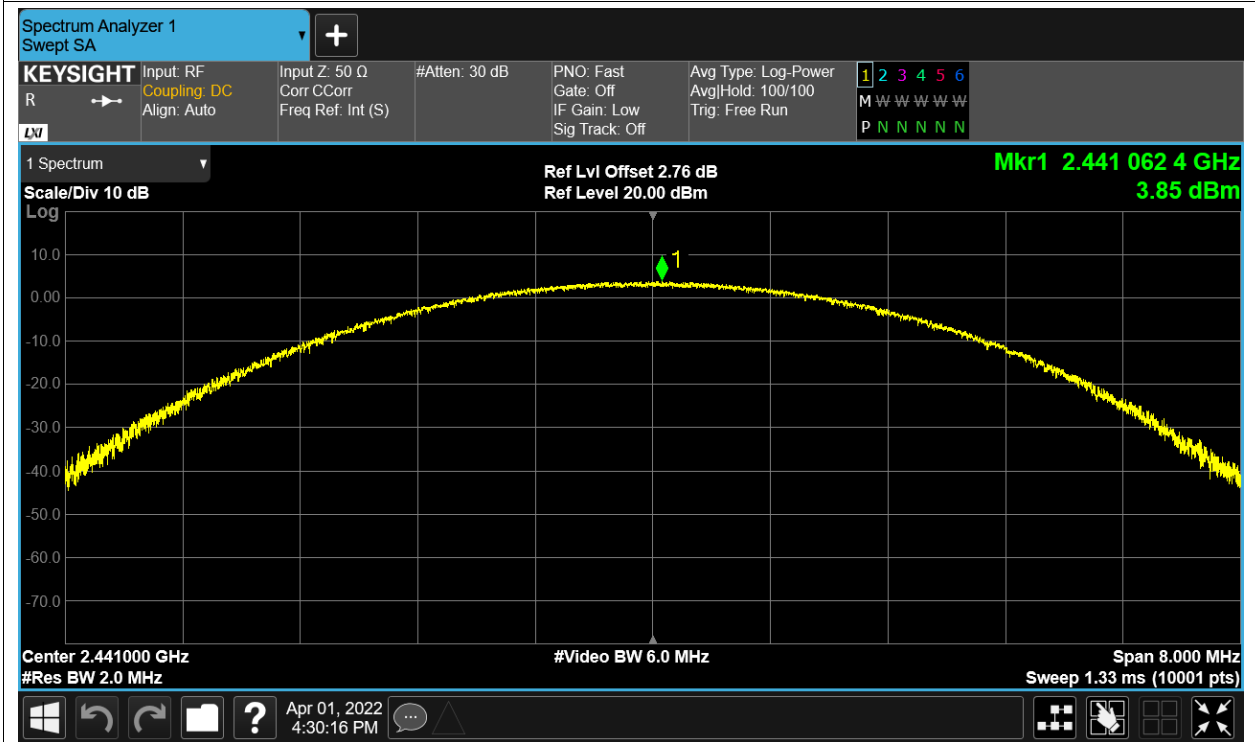 Spectrum Analyzer 1
Swept SA
+
KEYSIGHT
R
LXI
Input: RF
Coupling: DC
Align: Auto
Input Z: 50 Ω
Corr CCorr
Freq Ref: Int (S)
#Atten: 30 dB
PNO: Fast
Gate: Off
IF Gain: Low
Sig Track: Off
Avg Type: Log-Power
Avg|Hold: 100/100
Trig: Free Run
1 2 3 4 5 6
M W W W W W
P N N N N N
1 Spectrum
Scale/Div 10 dB
Log
Ref Lvl Offset 2.76 dB
Ref Level 20.00 dBm
Mkr1 2.441 062 4 GHz
3.85 dBm
1
10.0
0.00
-10.0
-20.0
-30.0
-40.0
-50.0
-60.0
-70.0
Center 2.441000 GHz
#Res BW 2.0 MHz
#Video BW 6.0 MHz
Span 8.000 MHz
Sweep 1.33 ms (10001 pts)
?
Apr 01, 2022
4:30:16 PM